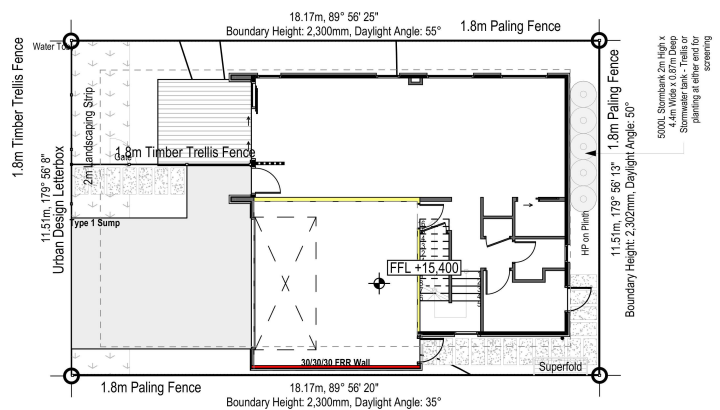 18.17m, 89° 56' 25"
Boundary Height: 2,300mm, Daylight Angle: 55°
1.8m Paling Fence
1.8m Timber Trellis Fence
11.51m, 179° 56' 8"
Urban Design Letterbox
2m Landscaping Strip
1.8m Timber Trellis Fence
Gate
Type 1 Sump
FFL +15,400
30/30/30 FRR Wall
HP on Plinth
Superfold
1.8m Paling Fence
11.51m, 179° 56' 13"
Boundary Height: 2,302mm, Daylight Angle: 50°
5000L Stormbank 2m High x
4.4m Wide x 0.87m Deep
Stormwater tank - Trellis or
planting at either end for
screening
1.8m Paling Fence
18.17m, 89° 56' 20"
Boundary Height: 2,300mm, Daylight Angle: 35°